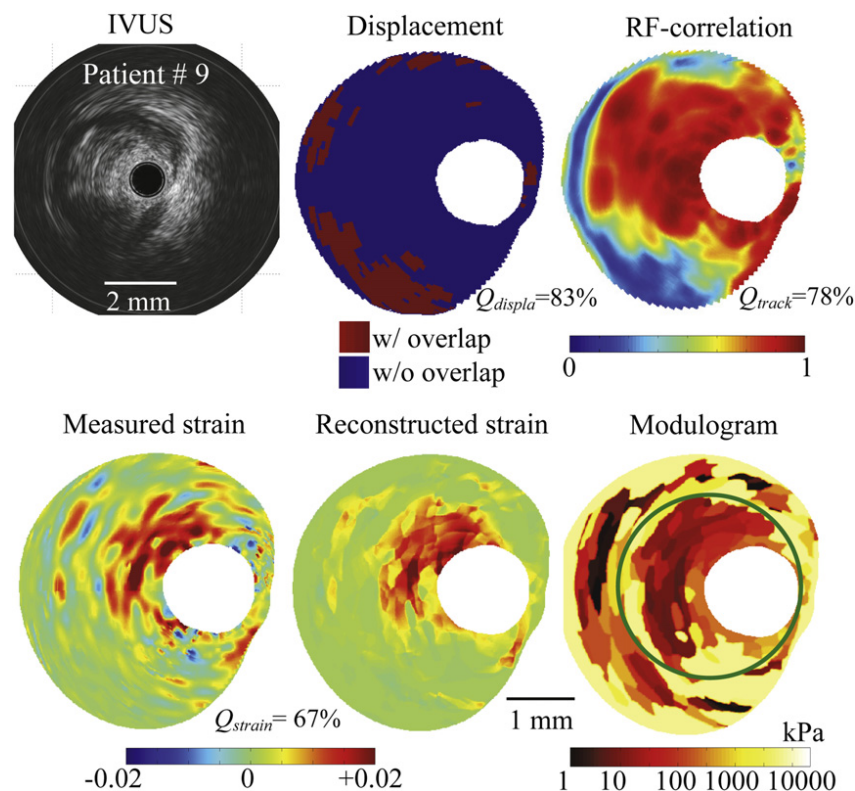 IVUS
Displacement
RF-correlation
Patient # 9
2 mm
Q_displa=83%
Q_track=78%
w/ overlap
w/o overlap
0
1
Measured strain
Reconstructed strain
Modulogram
Q_strain= 67%
1 mm
kPa
-0.02
0
+0.02
1
10
100
1000
10000